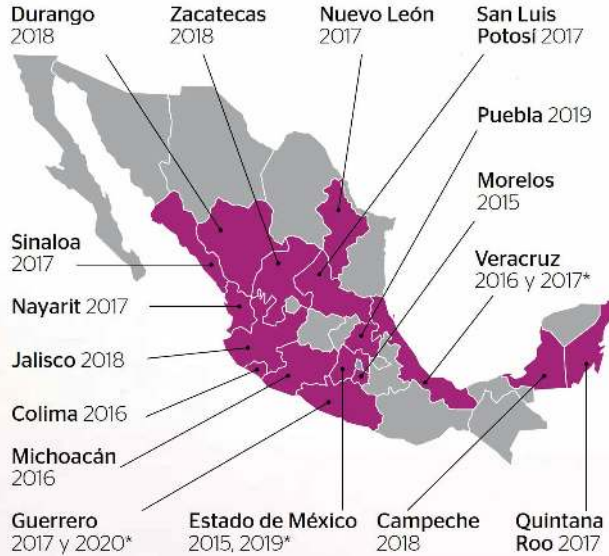 Durango
2018
Zacatecas
2018
Nuevo León
2017
San Luis
Potosí 2017
Puebla 2019
Morelos
2015
Veracruz
2016 y 2017*
Sinaloa
2017
Nayarit 2017
Jalisco 2018
Colima 2016
Michoacán
2016
Guerrero
2017 y 2020*
Estado de México
2015, 2019*
Campeche
2018
Quintana
Roo 2017